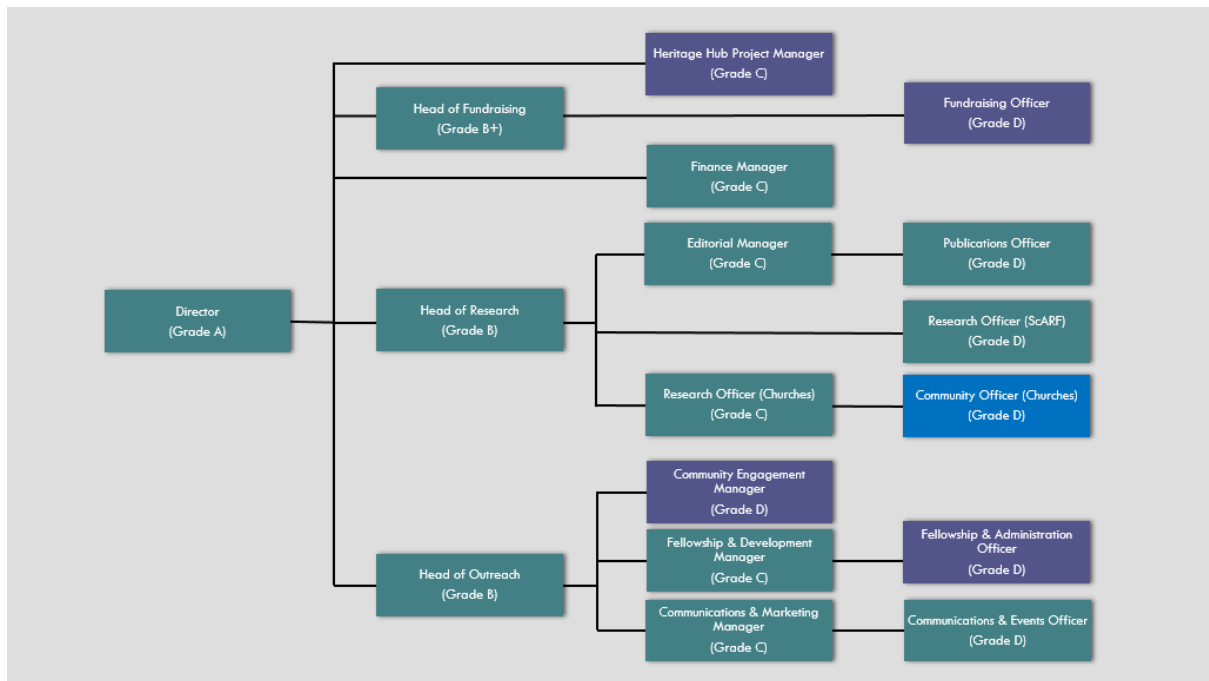 Heritage Hub Project Manager
(Grade C)
Head of Fundraising
(Grade B+)
Fundraising Officer
(Grade D)
Finance Manager
(Grade C)
Editorial Manager
(Grade C)
Publications Officer
(Grade D)
Director
(Grade A)
Head of Research
(Grade B)
Research Officer (ScARF)
(Grade D)
Research Officer (Churches)
(Grade C)
Community Officer (Churches)
(Grade D)
Community Engagement
Manager
(Grade D)
Fellowship & Development
Manager
(Grade C)
Fellowship & Administration
Officer
(Grade D)
Head of Outreach
(Grade B)
Communications & Marketing
Manager
(Grade C)
Communications & Events Officer
(Grade D)